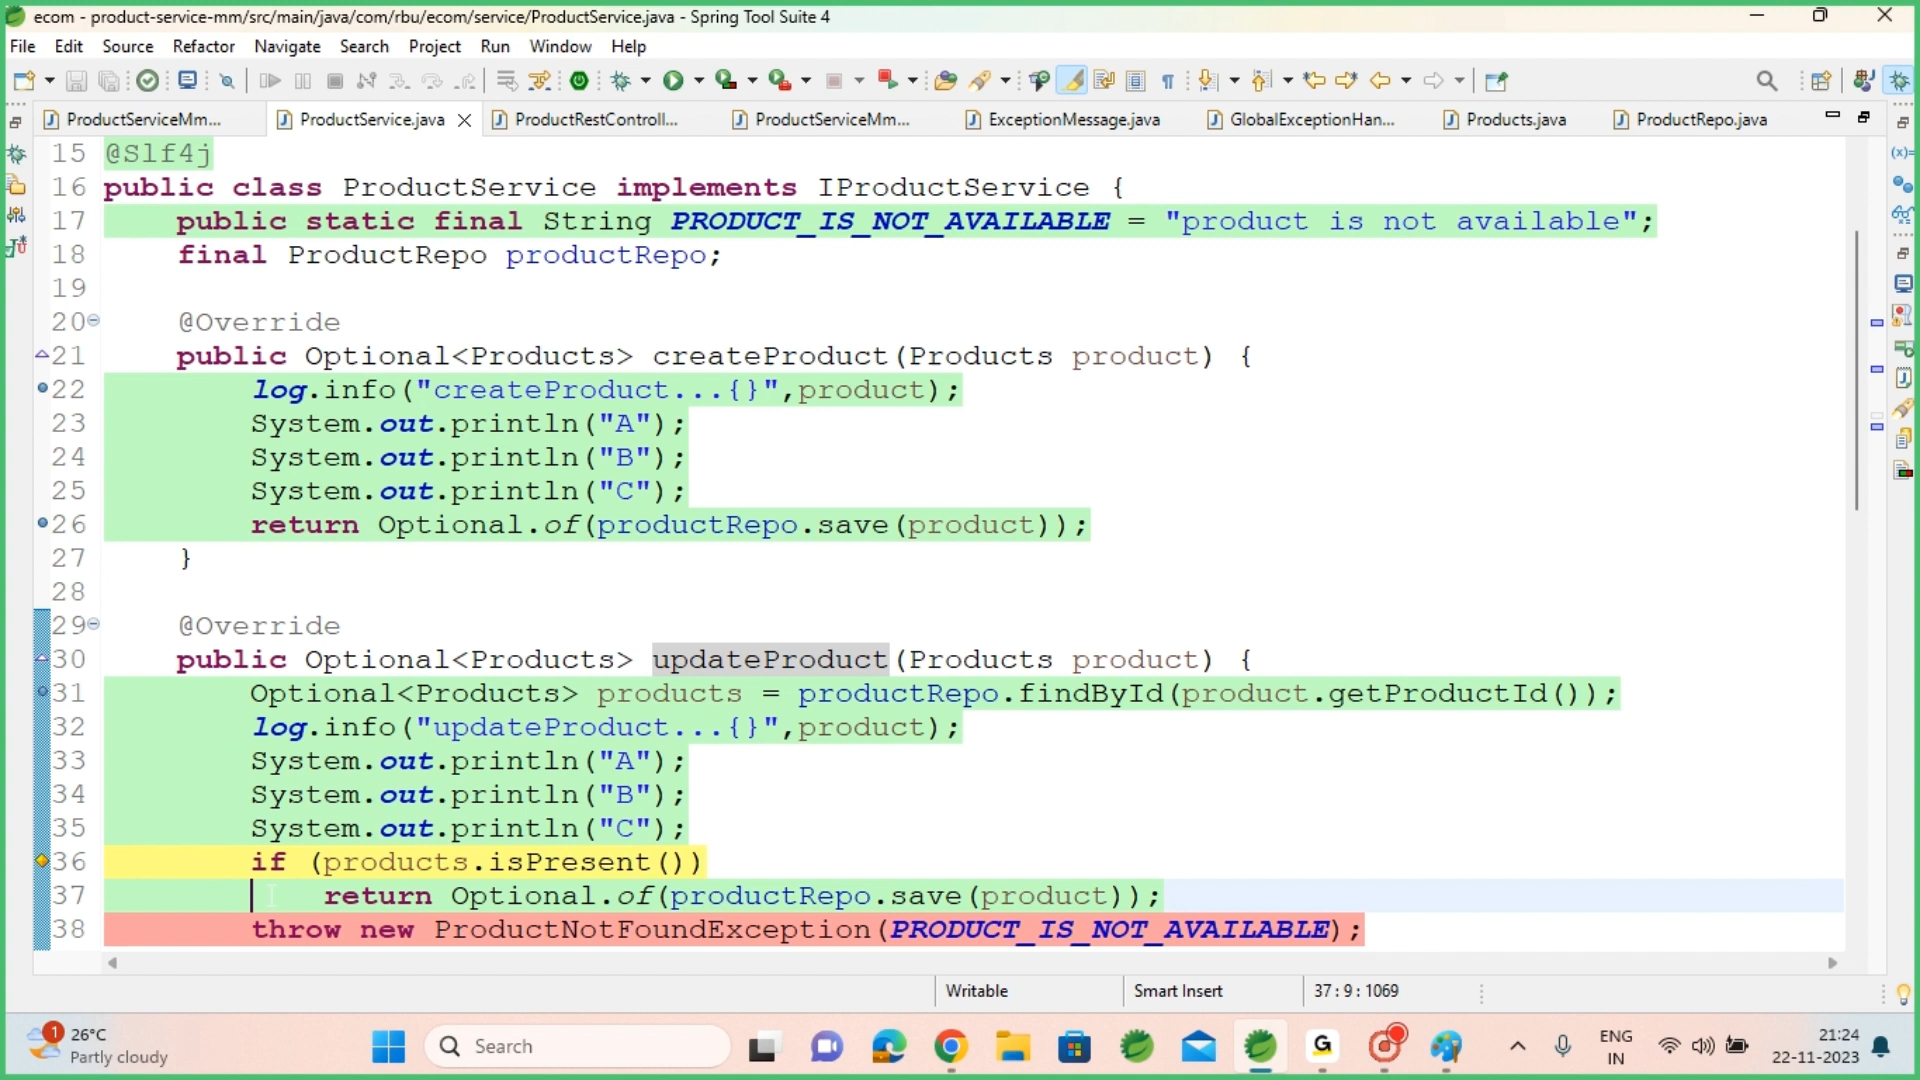 ecom - product-service-mm/src/main/java/com/rbu/ecom/service/ProductService.java - Spring Tool Suite 4
File Edit Source Refactor Navigate Search Project Run Window Help
ProductServiceMm... ProductService.java ProductRestControll... ProductServiceMm... ExceptionMessage.java GlobalExceptionHan... Products.java ProductRepo.java
15 @Slf4j
16 public class ProductService implements IProductService {
17 public static final String PRODUCT_IS_NOT_AVAILABLE = "product is not available";
18 final ProductRepo productRepo;
19
20 @Override
21 public Optional<Products> createProduct(Products product) {
22 log.info("createProduct...{}",product);
23 System.out.println("A");
24 System.out.println("B");
25 System.out.println("C");
26 return Optional.of(productRepo.save(product));
27 }
28
29 @Override
30 public Optional<Products> updateProduct(Products product) {
31 Optional<Products> products = productRepo.findById(product.getProductId());
32 log.info("updateProduct...{}",product);
33 System.out.println("A");
34 System.out.println("B");
35 System.out.println("C");
36 if (products.isPresent())
37 return Optional.of(productRepo.save(product));
38 throw new ProductNotFoundException(PRODUCT_IS_NOT_AVAILABLE);
Writable Smart Insert 37 : 9 : 1069
1 26°C
Partly cloudy
Search
ENG
IN
21:24
22-11-2023